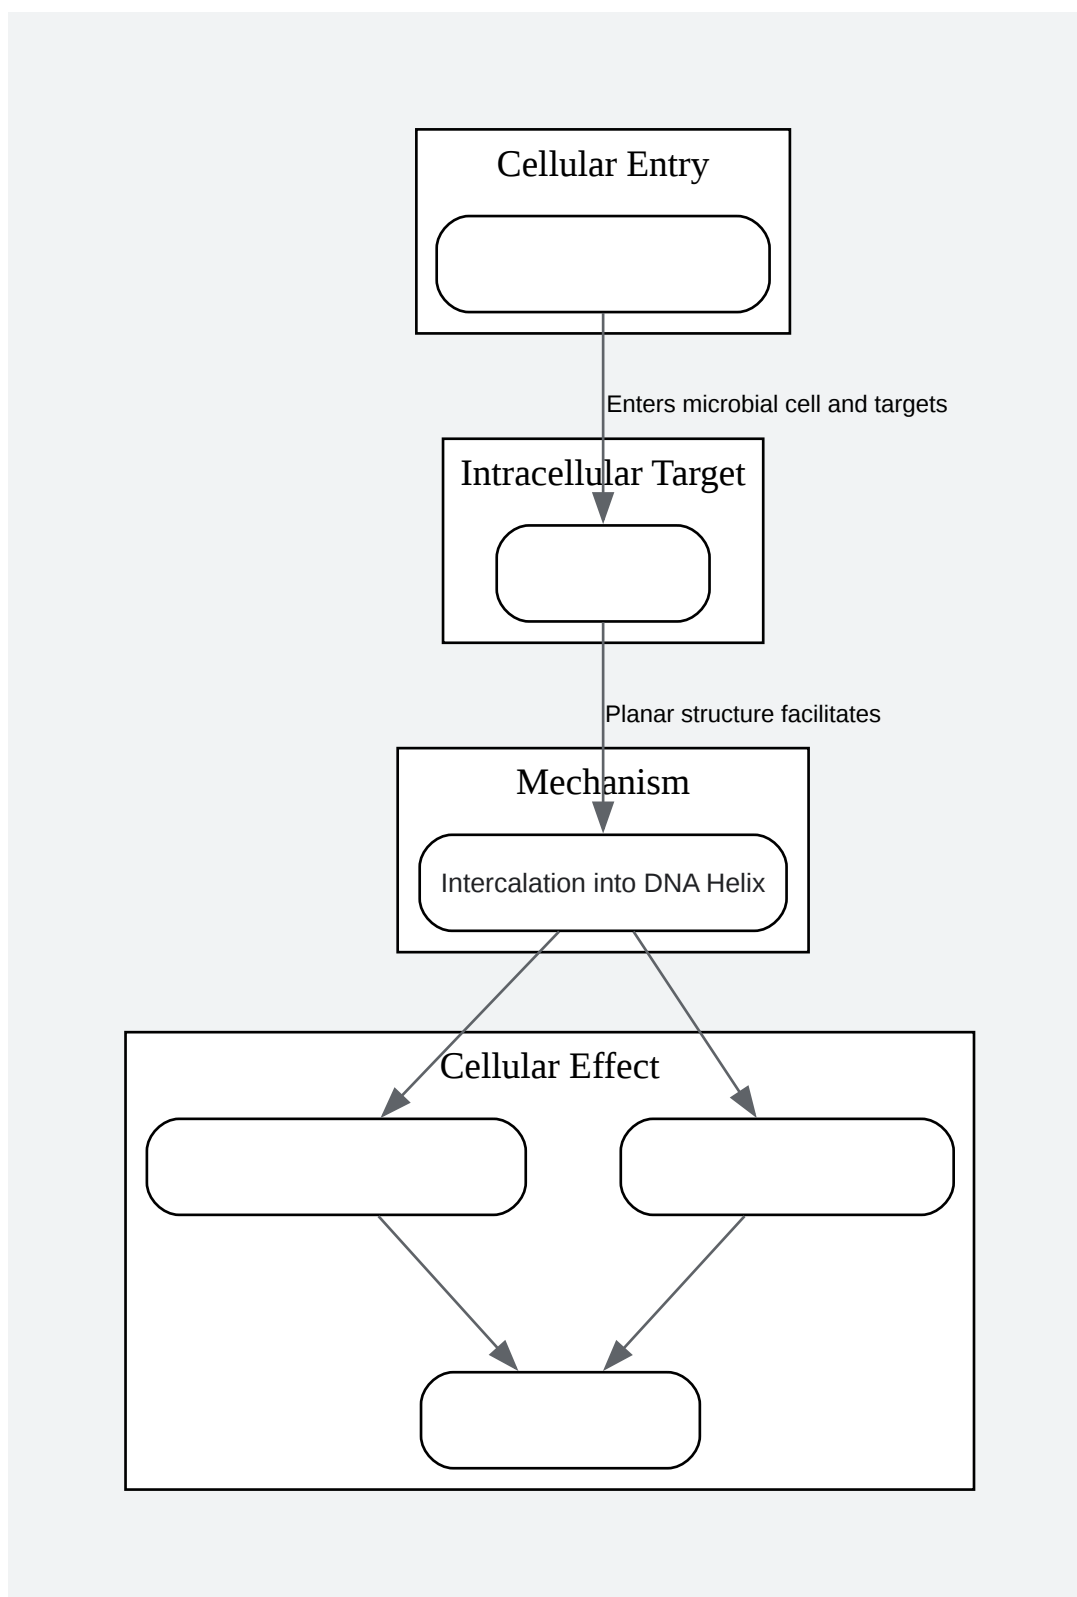 Cellular Entry
Enters microbial cell and targets
Intracellular Target
Planar structure facilitates
Mechanism
Intercalation into DNA Helix
Cellular Effect